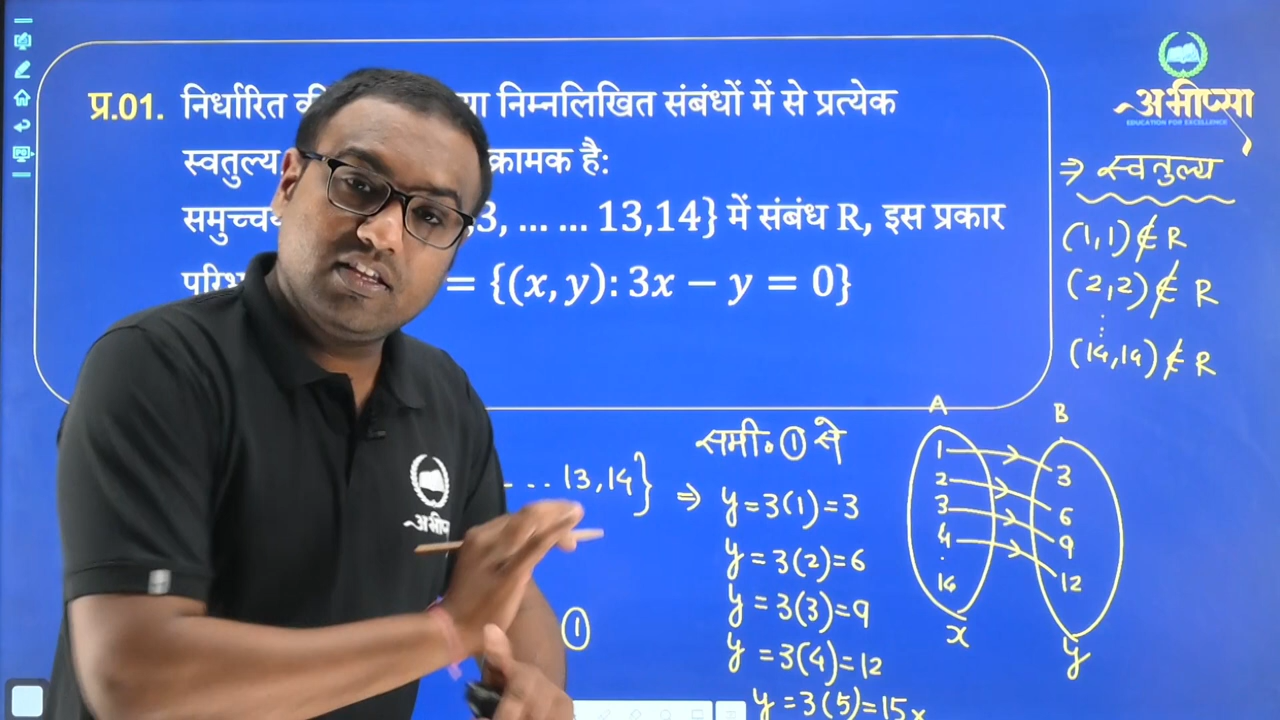 प्र.01. निर्धारित या निम्नलिखित संबंधों में से प्रत्येक
स्वतुल्य क्रामक है:
समुच्चय 3, ... ... 13,14} में संबंध R, इस प्रकार
= {(x, y): 3x − y = 0}
अभीप्सा
EDUCATION FOR EXCELLENCE
⇒ स्वतुल्य
(1,1) ∉ R
(2,2) ∉ R
⋮
(14,14) ∉ R
- - - 13,14}
①
समी० ① से
⇒ y = 3(1) = 3
y = 3(2) = 6
y = 3(3) = 9
y = 3(4) = 12
y = 3(5) = 15 x
A B
1 3
2 6
3 9
4 12
14
x y
अभीप्सा